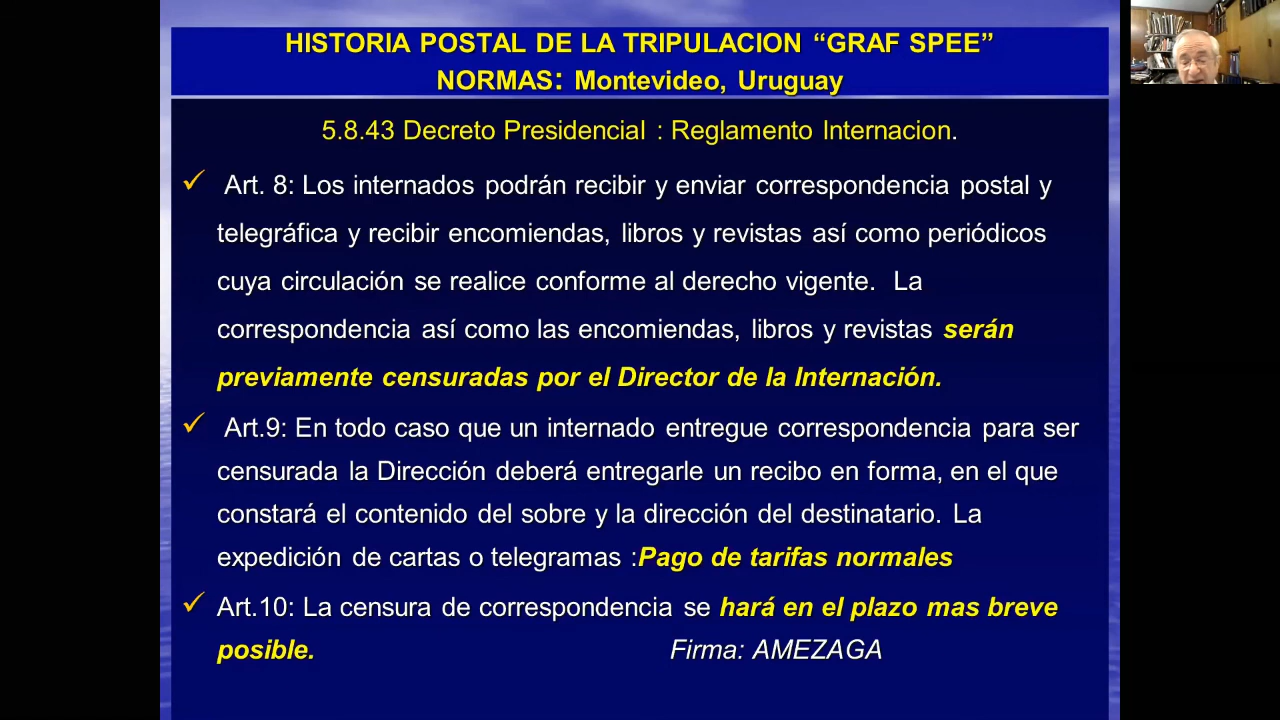 HISTORIA POSTAL DE LA TRIPULACION “GRAF SPEE”
NORMAS: Montevideo, Uruguay
5.8.43 Decreto Presidencial : Reglamento Internacion.
✓ Art. 8: Los internados podrán recibir y enviar correspondencia postal y
telegráfica y recibir encomiendas, libros y revistas así como periódicos
cuya circulación se realice conforme al derecho vigente. La
correspondencia así como las encomiendas, libros y revistas serán
previamente censuradas por el Director de la Internación.
✓ Art.9: En todo caso que un internado entregue correspondencia para ser
censurada la Dirección deberá entregarle un recibo en forma, en el que
constará el contenido del sobre y la dirección del destinatario. La
expedición de cartas o telegramas :Pago de tarifas normales
✓ Art.10: La censura de correspondencia se hará en el plazo mas breve
posible. Firma: AMEZAGA